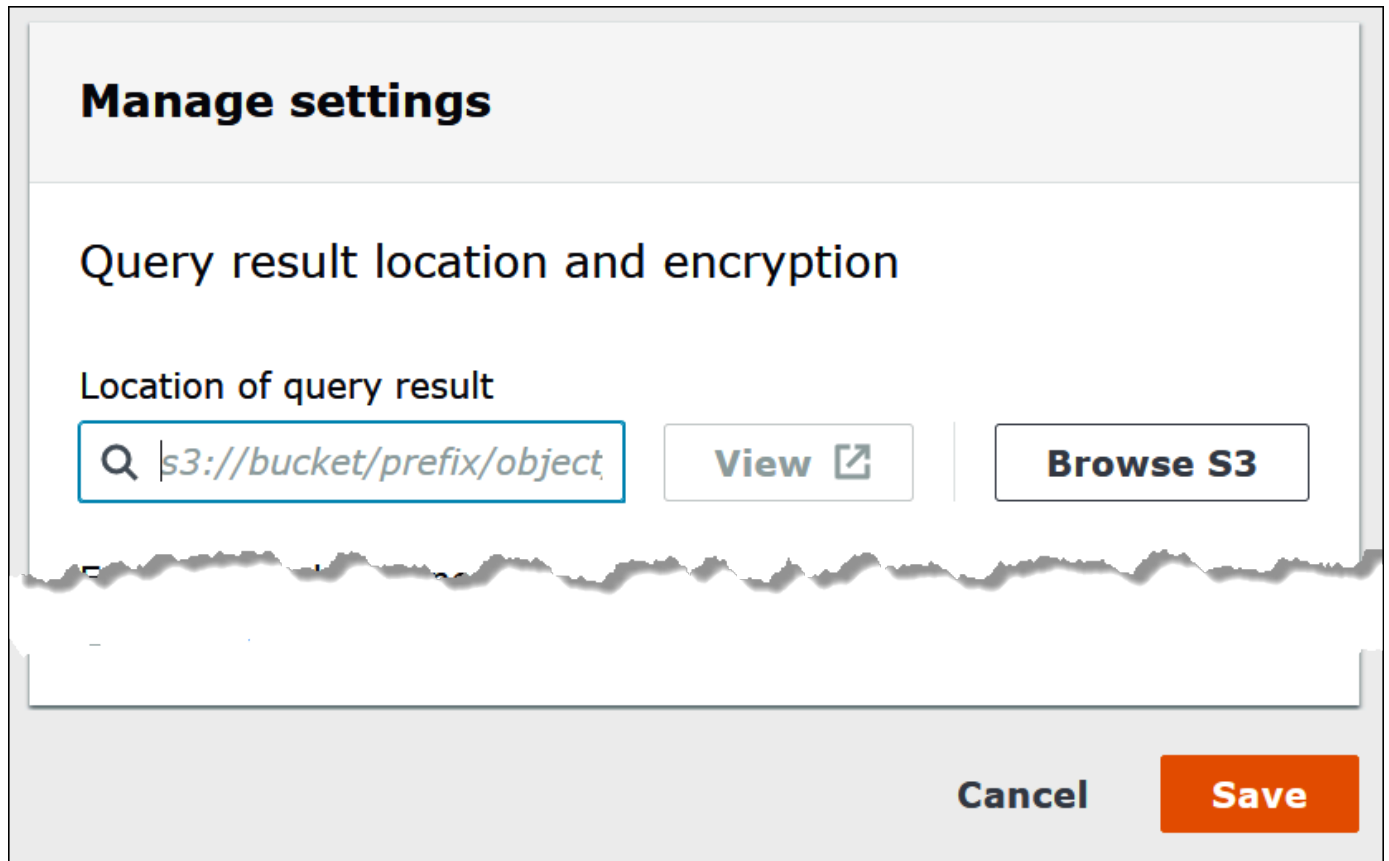 Manage settings
Query result location and encryption
Location of query result
s3://bucket/prefix/object
View
Browse S3
Cancel
Save